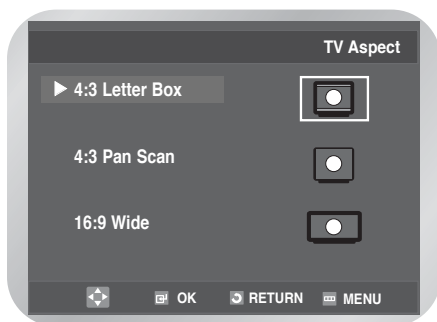 TV Aspect
4:3 Letter Box
4:3 Pan Scan
16:9 Wide
OK RETURN MENU